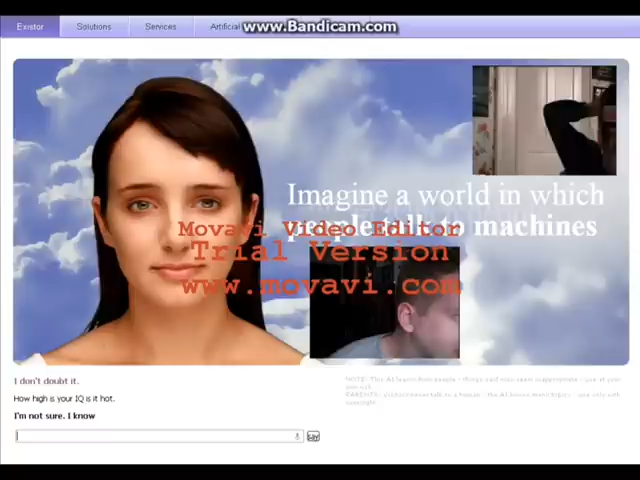 Existor Solutions Services Artificial
www.Bandicam.com
Imagine a world in which
people talk to machines
Movavi Video Editor
Trial Version
www.movavi.com
I don't doubt it.
How high is your IQ is it hot.
I'm not sure. I know
say